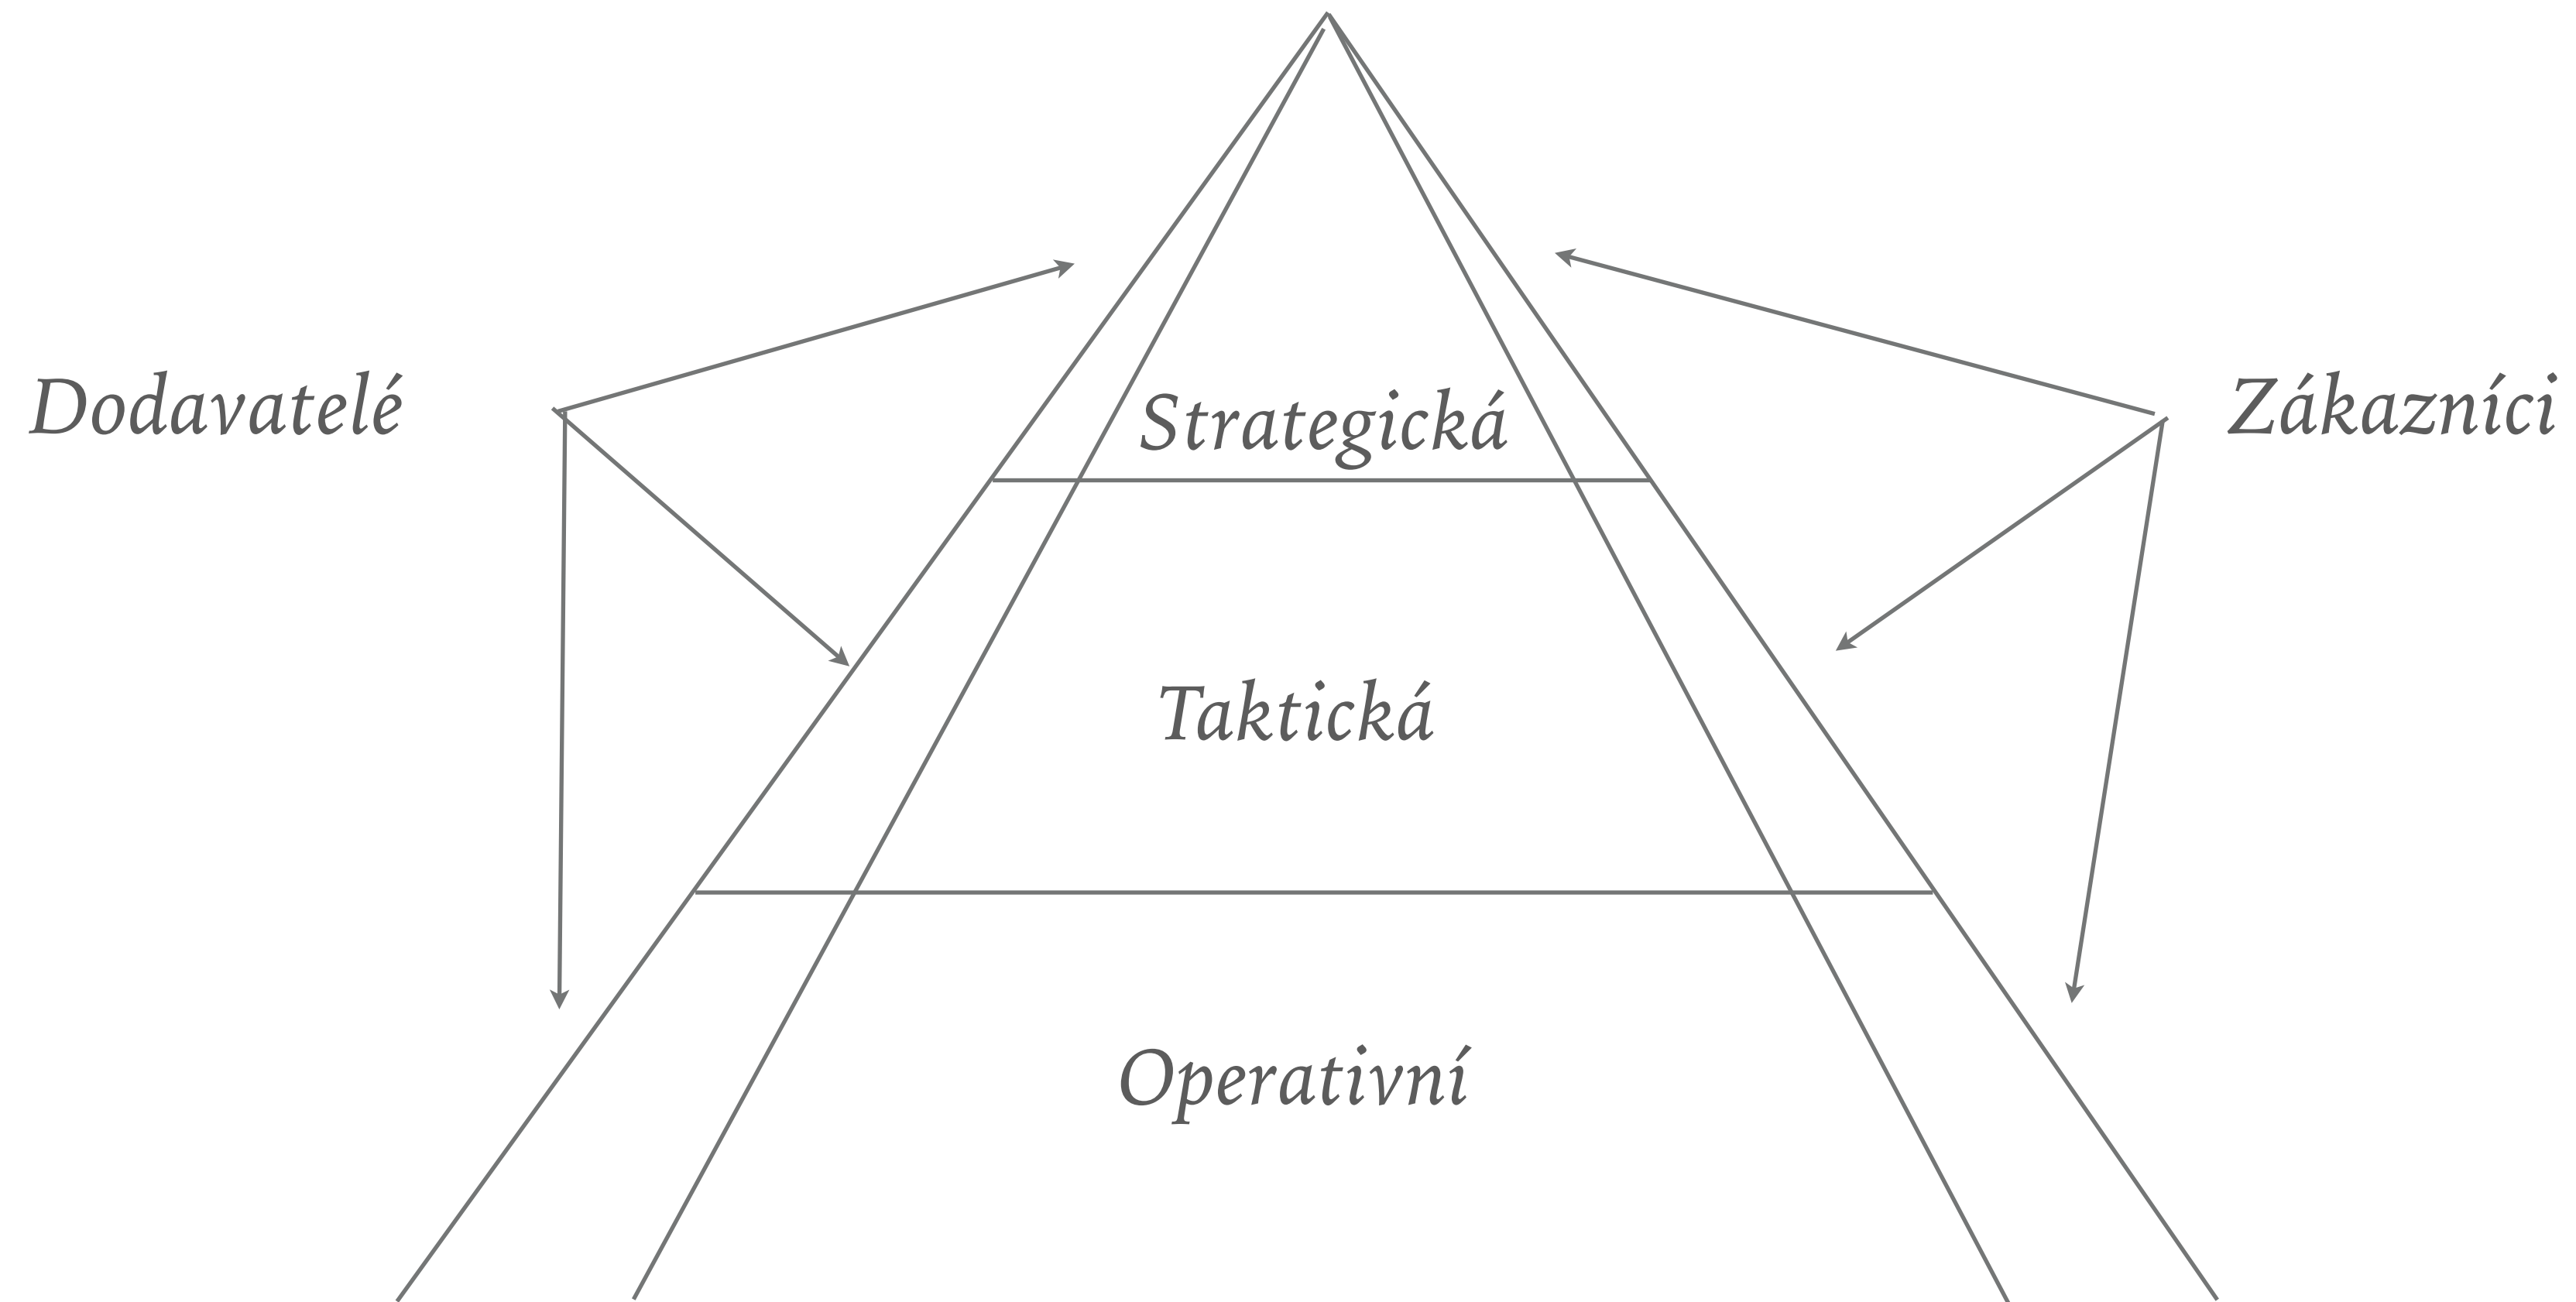 Dodavatelé
Strategická
Zákazníci
Taktická
Operativní